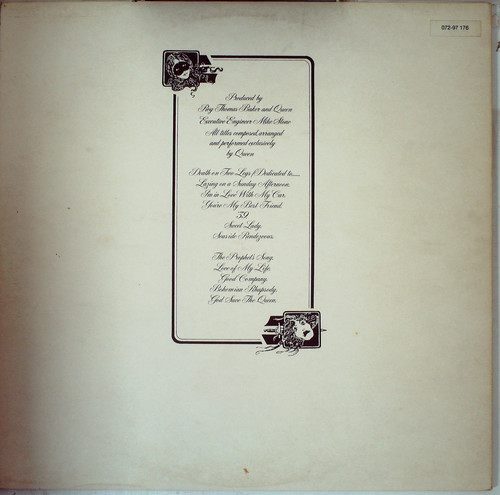 072-97 176
Produced by
Roy Thomas Baker and Queen
Executive Engineer Mike Stone
All titles composed, arranged
and performed exclusively
by Queen
Death on Two Legs (Dedicated to......
Lazing on a Sunday Afternoon.
I'm in Love With My Car.
You're My Best Friend.
'39
Sweet Lady.
Seaside Rendezvous.
The Prophet's Song.
Love of My Life.
Good Company.
Bohemian Rhapsody.
God Save The Queen.